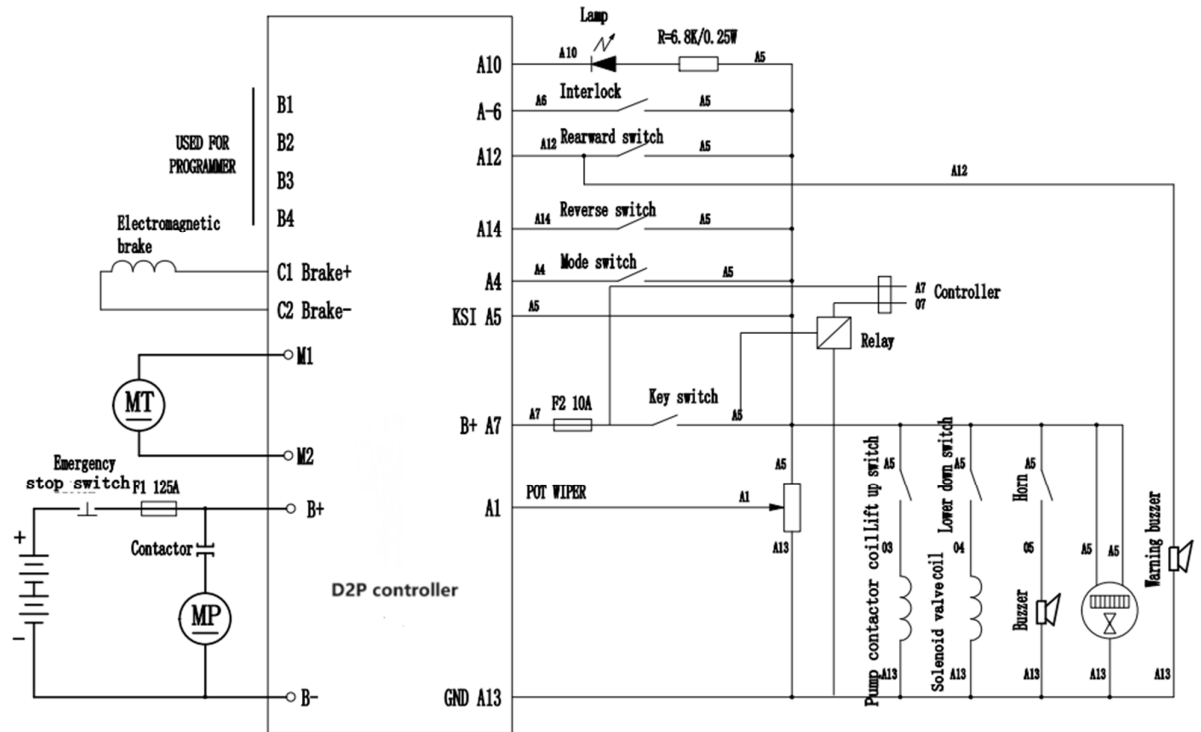 Lamp
R=6.8K/0.25W
A10
A10
A5
Interlock
A-6
A6
A5
Rearward switch
A12
A12
A5
A12
Reverse switch
A14
A14
A5
Mode switch
A4
A4
A5
KSI A5
A5
A7
07
Controller
Relay
B1
B2
B3
B4
USED FOR
PROGRAMMER
Electromagnetic
brake
C1 Brake+
C2 Brake-
M1
MT
M2
Emergency
stop switch
F1 125A
B+
Contactor
+
-
MP
B-
D2P controller
B+ A7
A7
F2 10A
Key switch
A5
A1
POT WIPER
A1
A5
A13
GND A13
Lift up switch
A5
03
Pump contactor coil
A13
Lower down switch
A5
04
Solenoid valve coil
A13
Horn
A5
05
Buzzer
A13
A5
A5
A13
Warning buzzer
A13